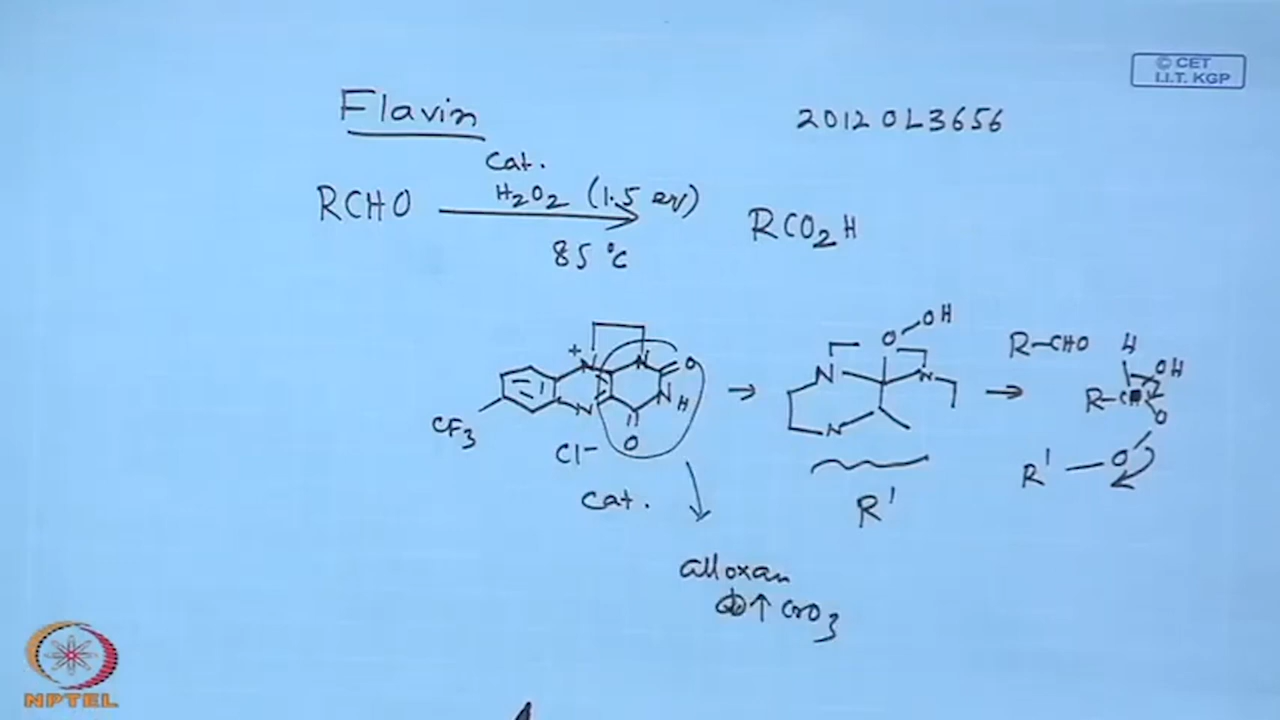 © CET
I.I.T. KGP
Flavin
2012 OL 3656
Cat.
RCHO
H2O2 (1.5 eq)
RCO2H
85 °C
OH
O
R-CHO
H
+
N
N
O
N
N
OH
R-C
O
CF3
N
N
H
N
O
Cl-
O
R'
R' - O
Cat.
alloxan
↑ CrO3
NPTEL